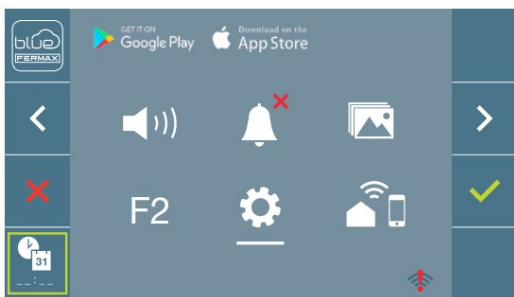 blue
FERMAX
GET IT ON
Google Play
Download on the
App Store
F2
31
--:--